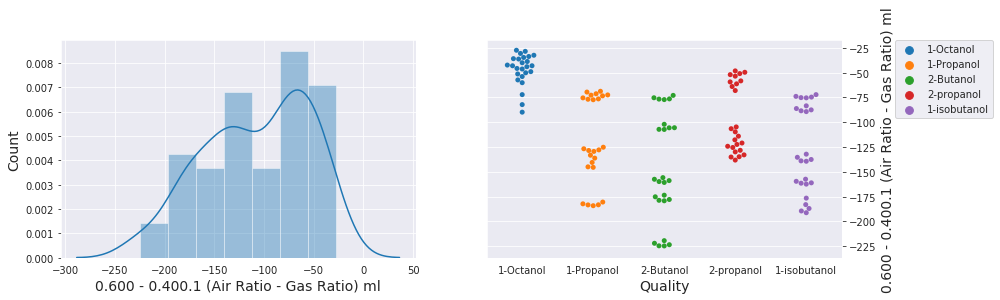 Count
0.008
0.007
0.006
0.005
0.004
0.003
0.002
0.001
0.000
−300 −250 −200 −150 −100 −50 0 50
0.600 - 0.400.1 (Air Ratio - Gas Ratio) ml
1-Octanol 1-Propanol 2-Butanol 2-propanol 1-isobutanol
Quality
−25
−50
−75
−100
−125
−150
−175
−200
−225
0.600 - 0.400.1 (Air Ratio - Gas Ratio) ml
1-Octanol
1-Propanol
2-Butanol
2-propanol
1-isobutanol